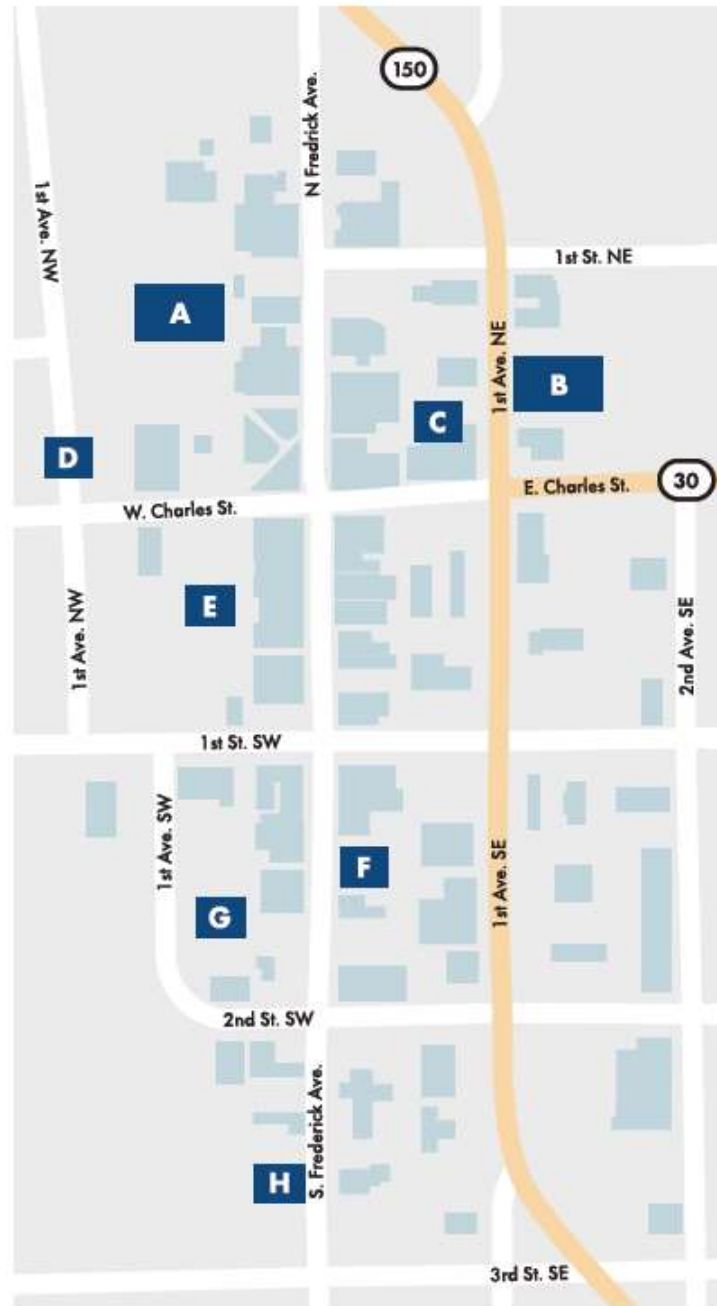 150
N Fredrick Ave.
1st Ave. NW
1st St. NE
A
1st Ave. NE
B
C
D
E. Charles St.
30
W. Charles St.
E
1st Ave. NW
2nd Ave. SE
1st St. SW
1st Ave. SW
F
1st Ave. SE
G
2nd St. SW
S. Frederick Ave.
H
3rd St. SE